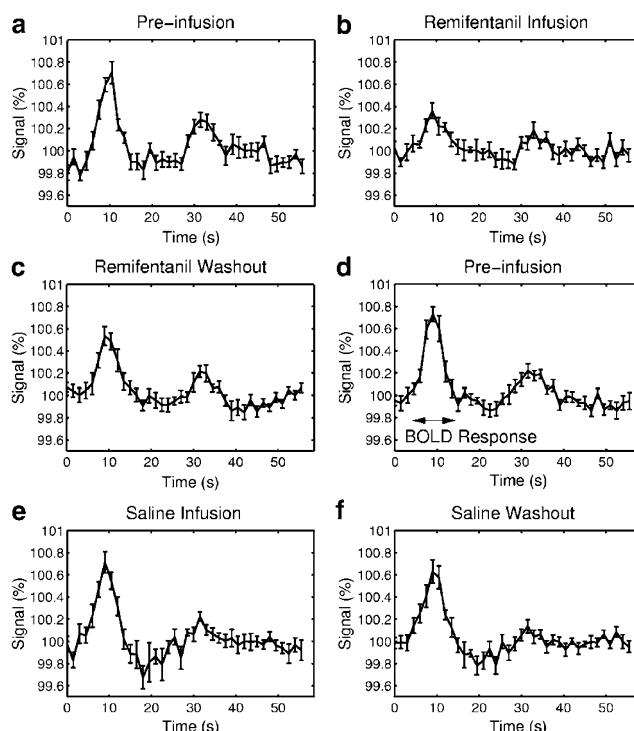 a Pre-infusion
101
100.8
100.6
100.4
100.2
100
99.8
99.6
Signal (%)
0 10 20 30 40 50
Time (s)
b Remifentanil Infusion
101
100.8
100.6
100.4
100.2
100
99.8
99.6
Signal (%)
0 10 20 30 40 50
Time (s)
c Remifentanil Washout
101
100.8
100.6
100.4
100.2
100
99.8
99.6
Signal (%)
0 10 20 30 40 50
Time (s)
d Pre-infusion
101
100.8
100.6
100.4
100.2
100
99.8
99.6
Signal (%)
BOLD Response
0 10 20 30 40 50
Time (s)
e Saline Infusion
101
100.8
100.6
100.4
100.2
100
99.8
99.6
Signal (%)
0 10 20 30 40 50
Time (s)
f Saline Washout
101
100.8
100.6
100.4
100.2
100
99.8
99.6
Signal (%)
0 10 20 30 40 50
Time (s)